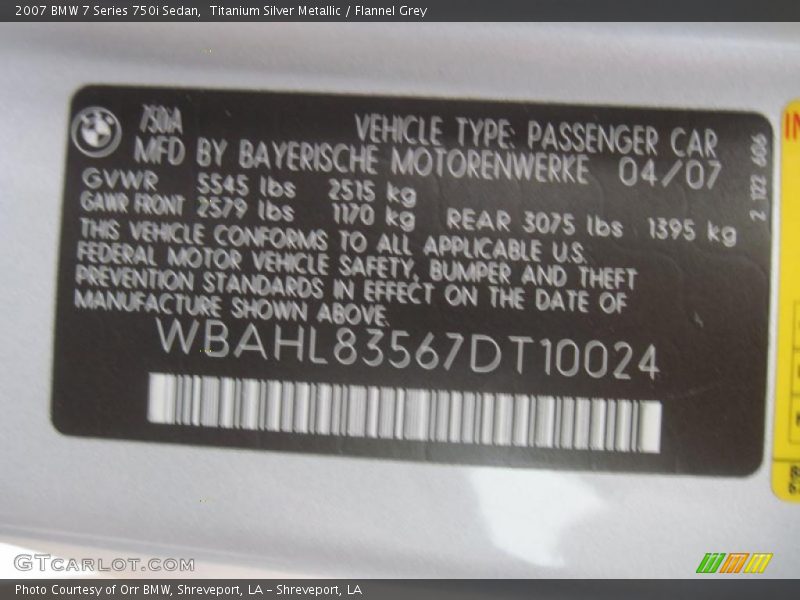 2007 BMW 7 Series 750i Sedan,  Titanium Silver Metallic / Flannel Grey
750iA
VEHICLE TYPE: PASSENGER CAR
MFD BY BAYERISCHE MOTORENWERKE 04/07
GVWR 5545 lbs 2515 kg
GAWR FRONT 2579 lbs 1170 kg REAR 3075 lbs 1395 kg
THIS VEHICLE CONFORMS TO ALL APPLICABLE U.S.
FEDERAL MOTOR VEHICLE SAFETY, BUMPER AND THEFT
PREVENTION STANDARDS IN EFFECT ON THE DATE OF
MANUFACTURE SHOWN ABOVE.
WBAHL83567DT10024
2 122 606
GTCARLOT.COM
Photo Courtesy of Orr BMW, Shreveport, LA – Shreveport, LA